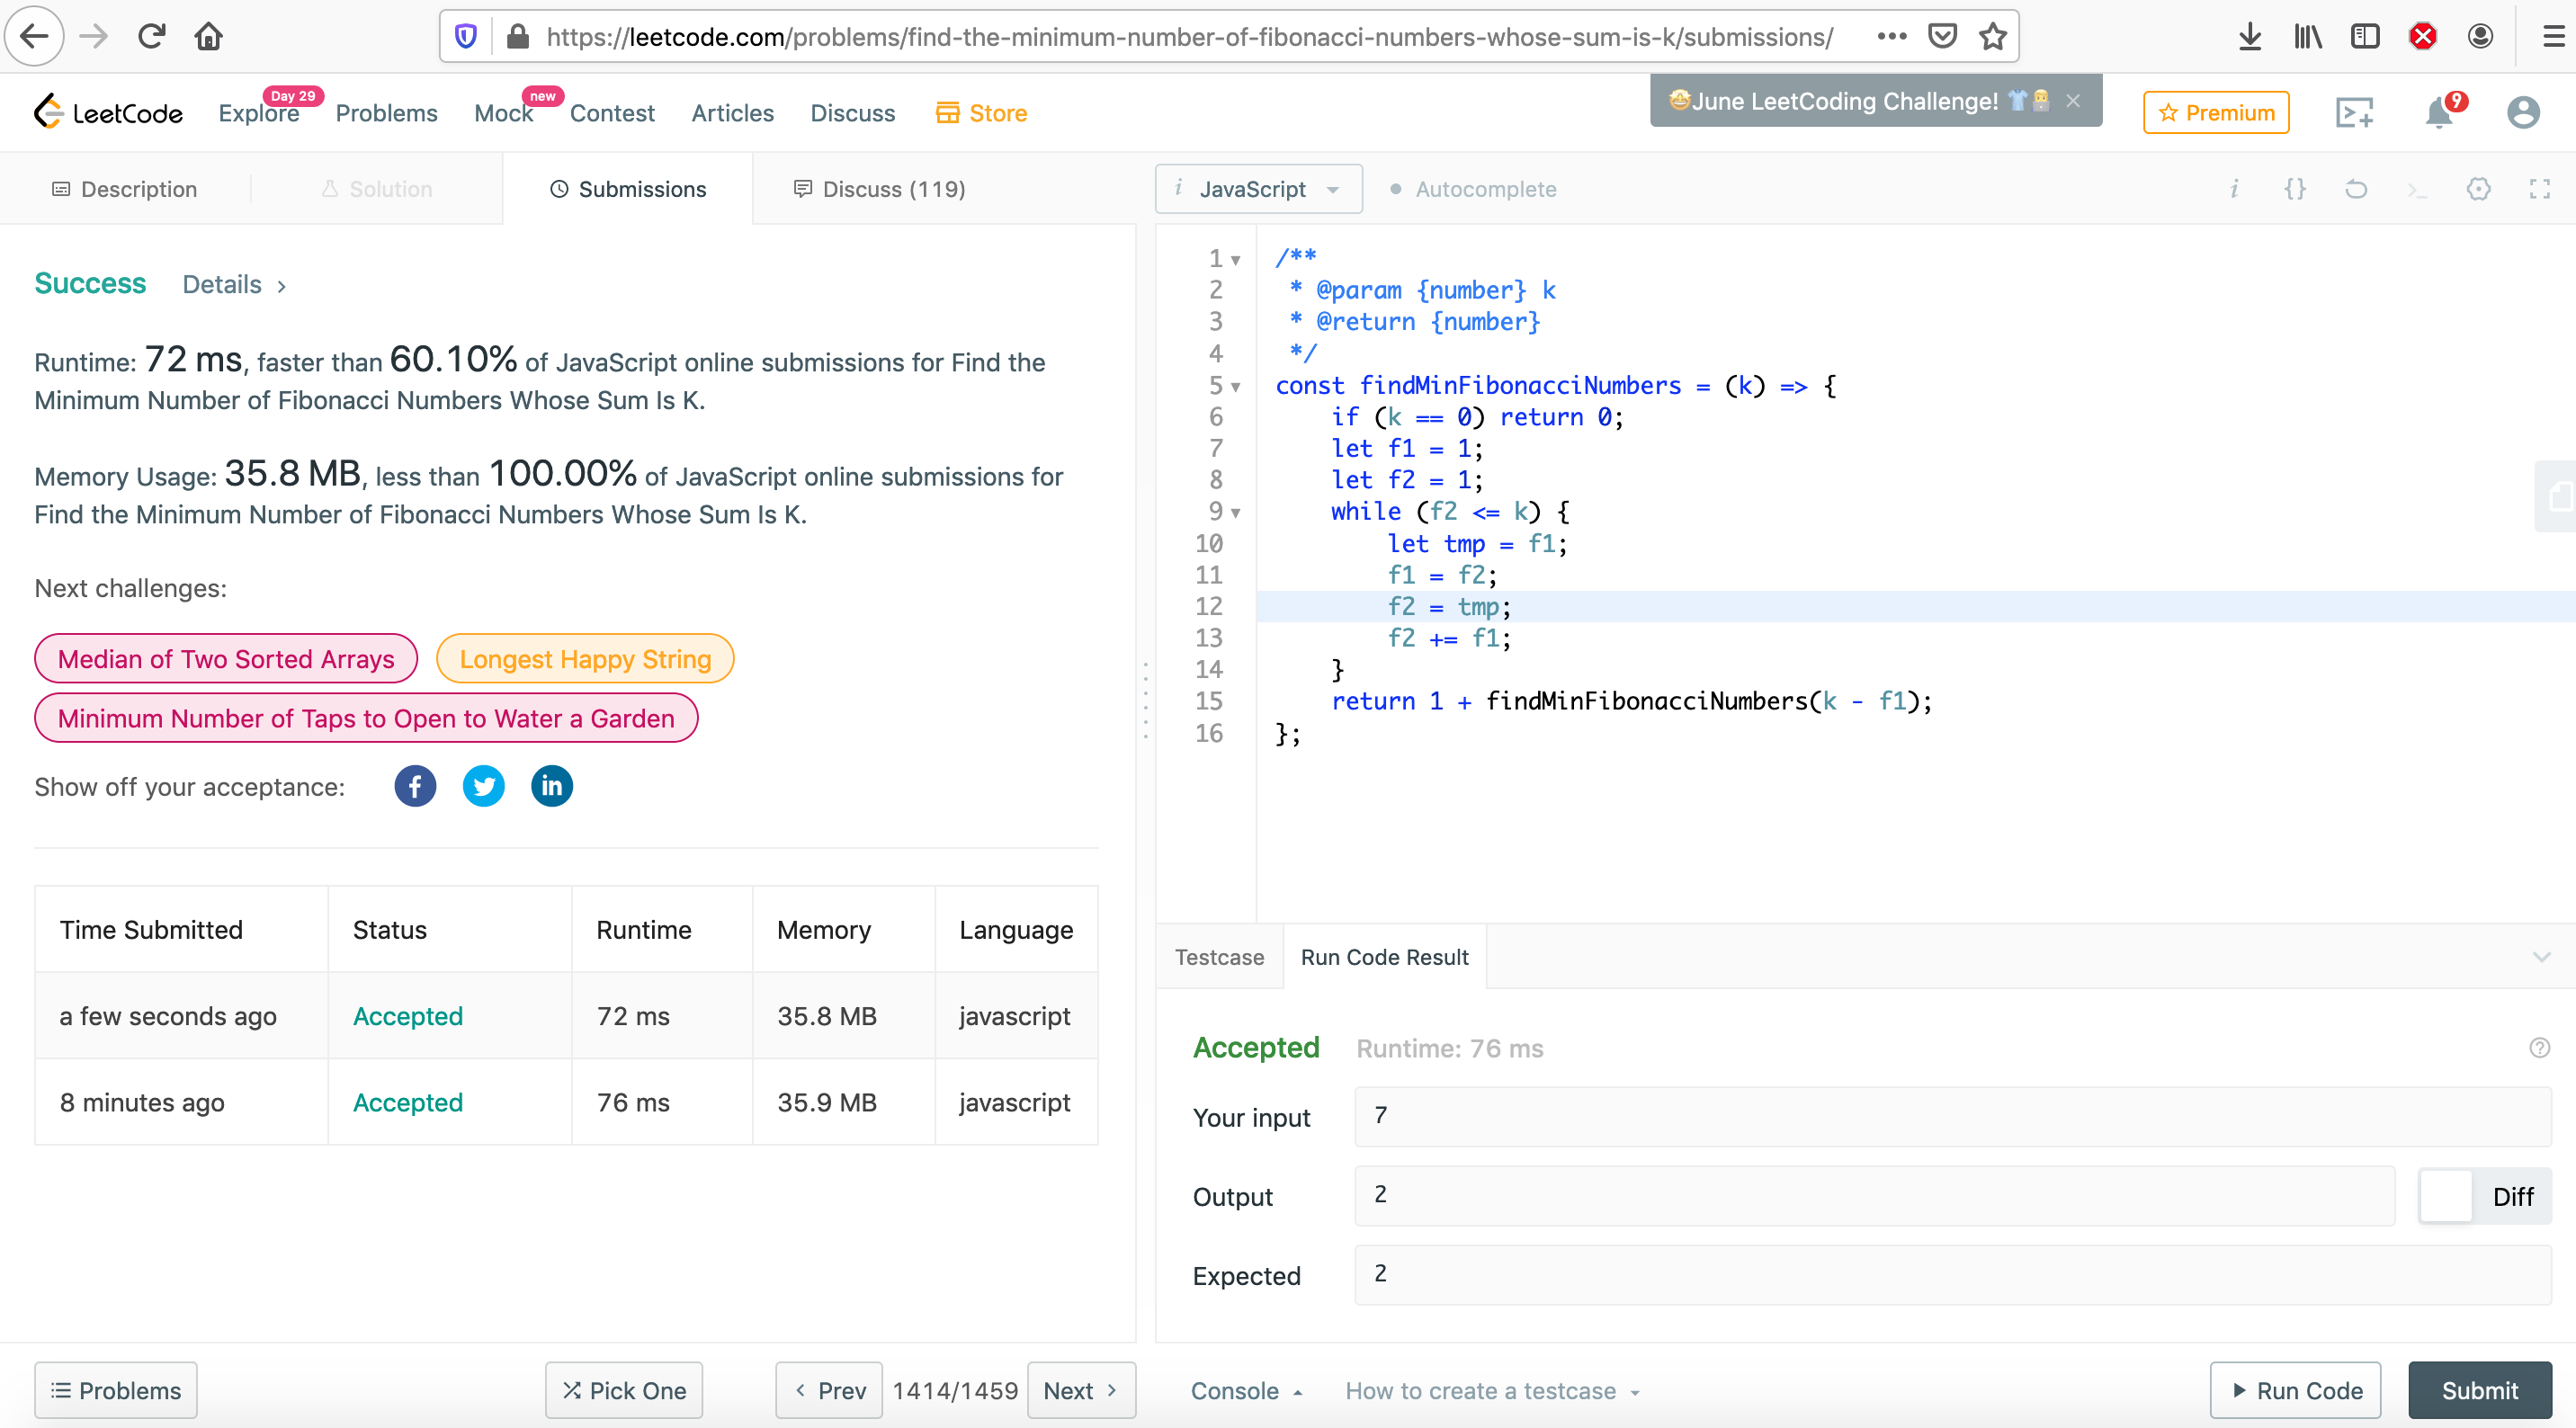 https://leetcode.com/problems/find-the-minimum-number-of-fibonacci-numbers-whose-sum-is-k/submissions/
LeetCode Explore Day 29 Problems Mock new Contest Articles Discuss Store
🤩June LeetCoding Challenge! 👕 ×
Premium
9
Description
Solution
Submissions
Discuss (119)
Success Details >
Runtime: 72 ms, faster than 60.10% of JavaScript online submissions for Find the
Minimum Number of Fibonacci Numbers Whose Sum Is K.
Memory Usage: 35.8 MB, less than 100.00% of JavaScript online submissions for
Find the Minimum Number of Fibonacci Numbers Whose Sum Is K.
Next challenges:
Median of Two Sorted Arrays Longest Happy String
Minimum Number of Taps to Open to Water a Garden
Show off your acceptance:
Time Submitted Status Runtime Memory Language
a few seconds ago Accepted 72 ms 35.8 MB javascript
8 minutes ago Accepted 76 ms 35.9 MB javascript
Problems
Pick One
< Prev 1414/1459 Next >
i JavaScript Autocomplete
i {} >_
1 /**
2  * @param {number} k
3  * @return {number}
4  */
5 const findMinFibonacciNumbers = (k) => {
6     if (k == 0) return 0;
7     let f1 = 1;
8     let f2 = 1;
9     while (f2 <= k) {
10         let tmp = f1;
11         f1 = f2;
12         f2 = tmp;
13         f2 += f1;
14     }
15     return 1 + findMinFibonacciNumbers(k - f1);
16 };
Testcase Run Code Result
Accepted Runtime: 76 ms
Your input 7
Output 2 Diff
Expected 2
Console How to create a testcase
Run Code Submit